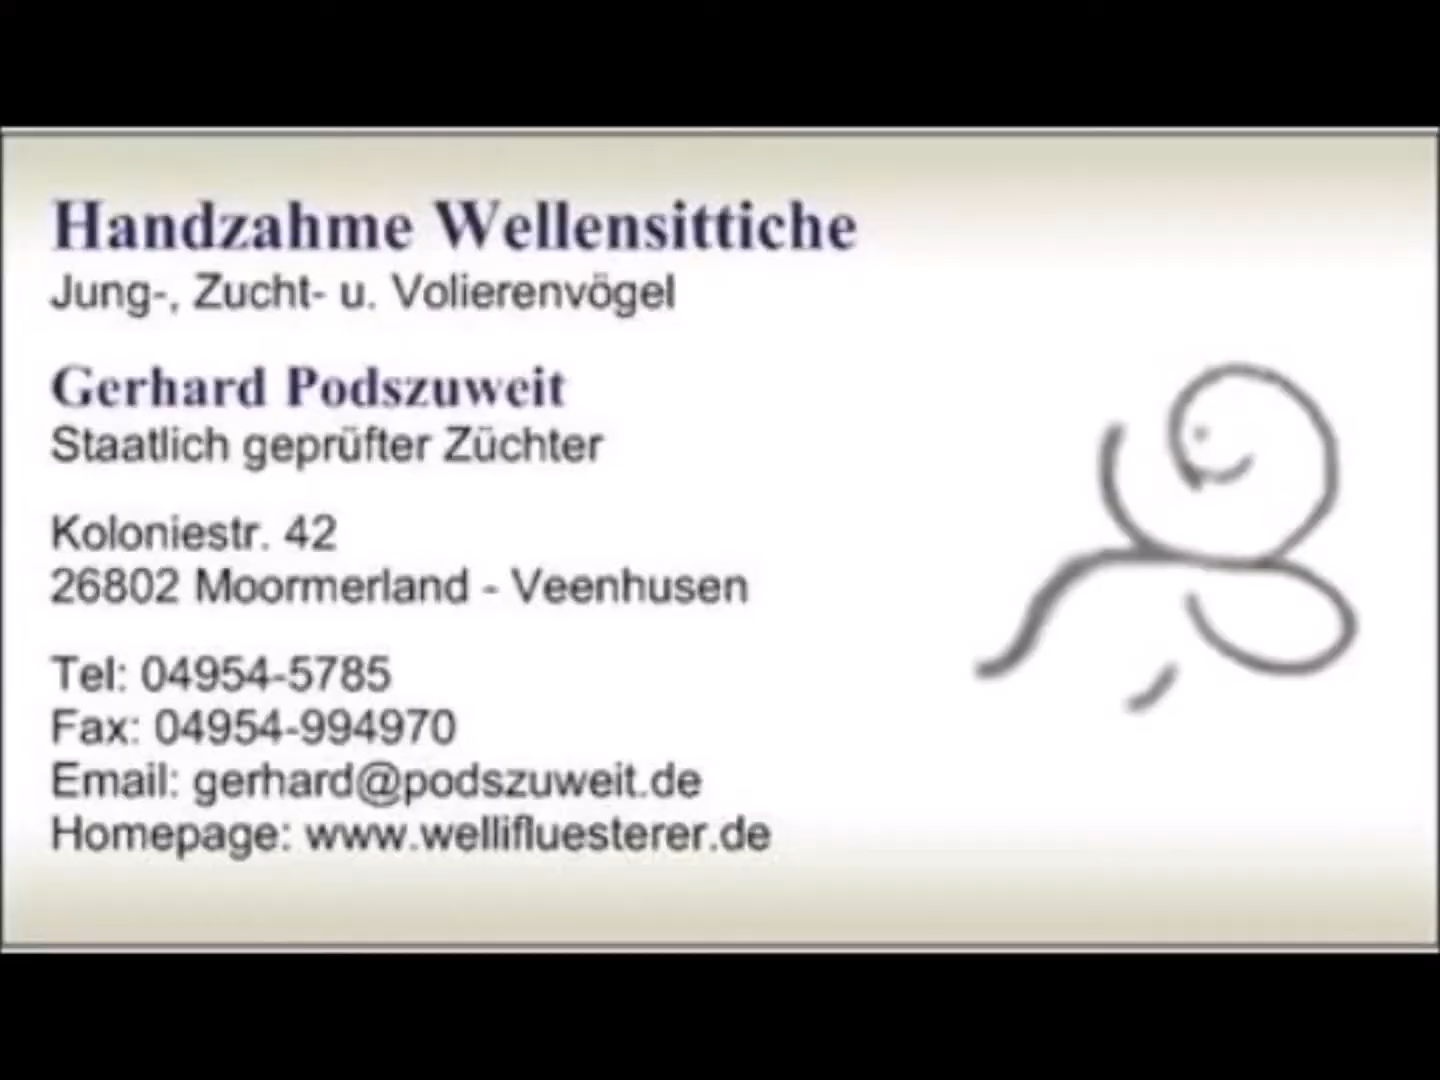 Handzahme Wellensittiche
Jung-, Zucht- u. Volierenvögel
Gerhard Podszuweit
Staatlich geprüfter Züchter
Koloniestr. 42
26802 Moormerland - Veenhusen
Tel: 04954-5785
Fax: 04954-994970
Email: gerhard@podszuweit.de
Homepage: www.wellifluesterer.de